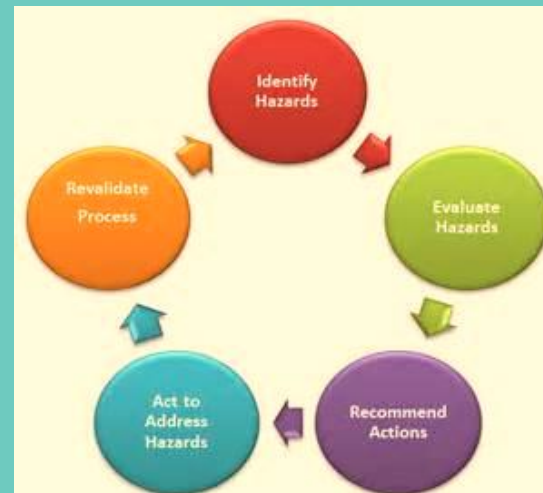 Identify
Hazards
Evaluate
Hazards
Recommend
Actions
Act to
Address
Hazards
Revalidate
Process